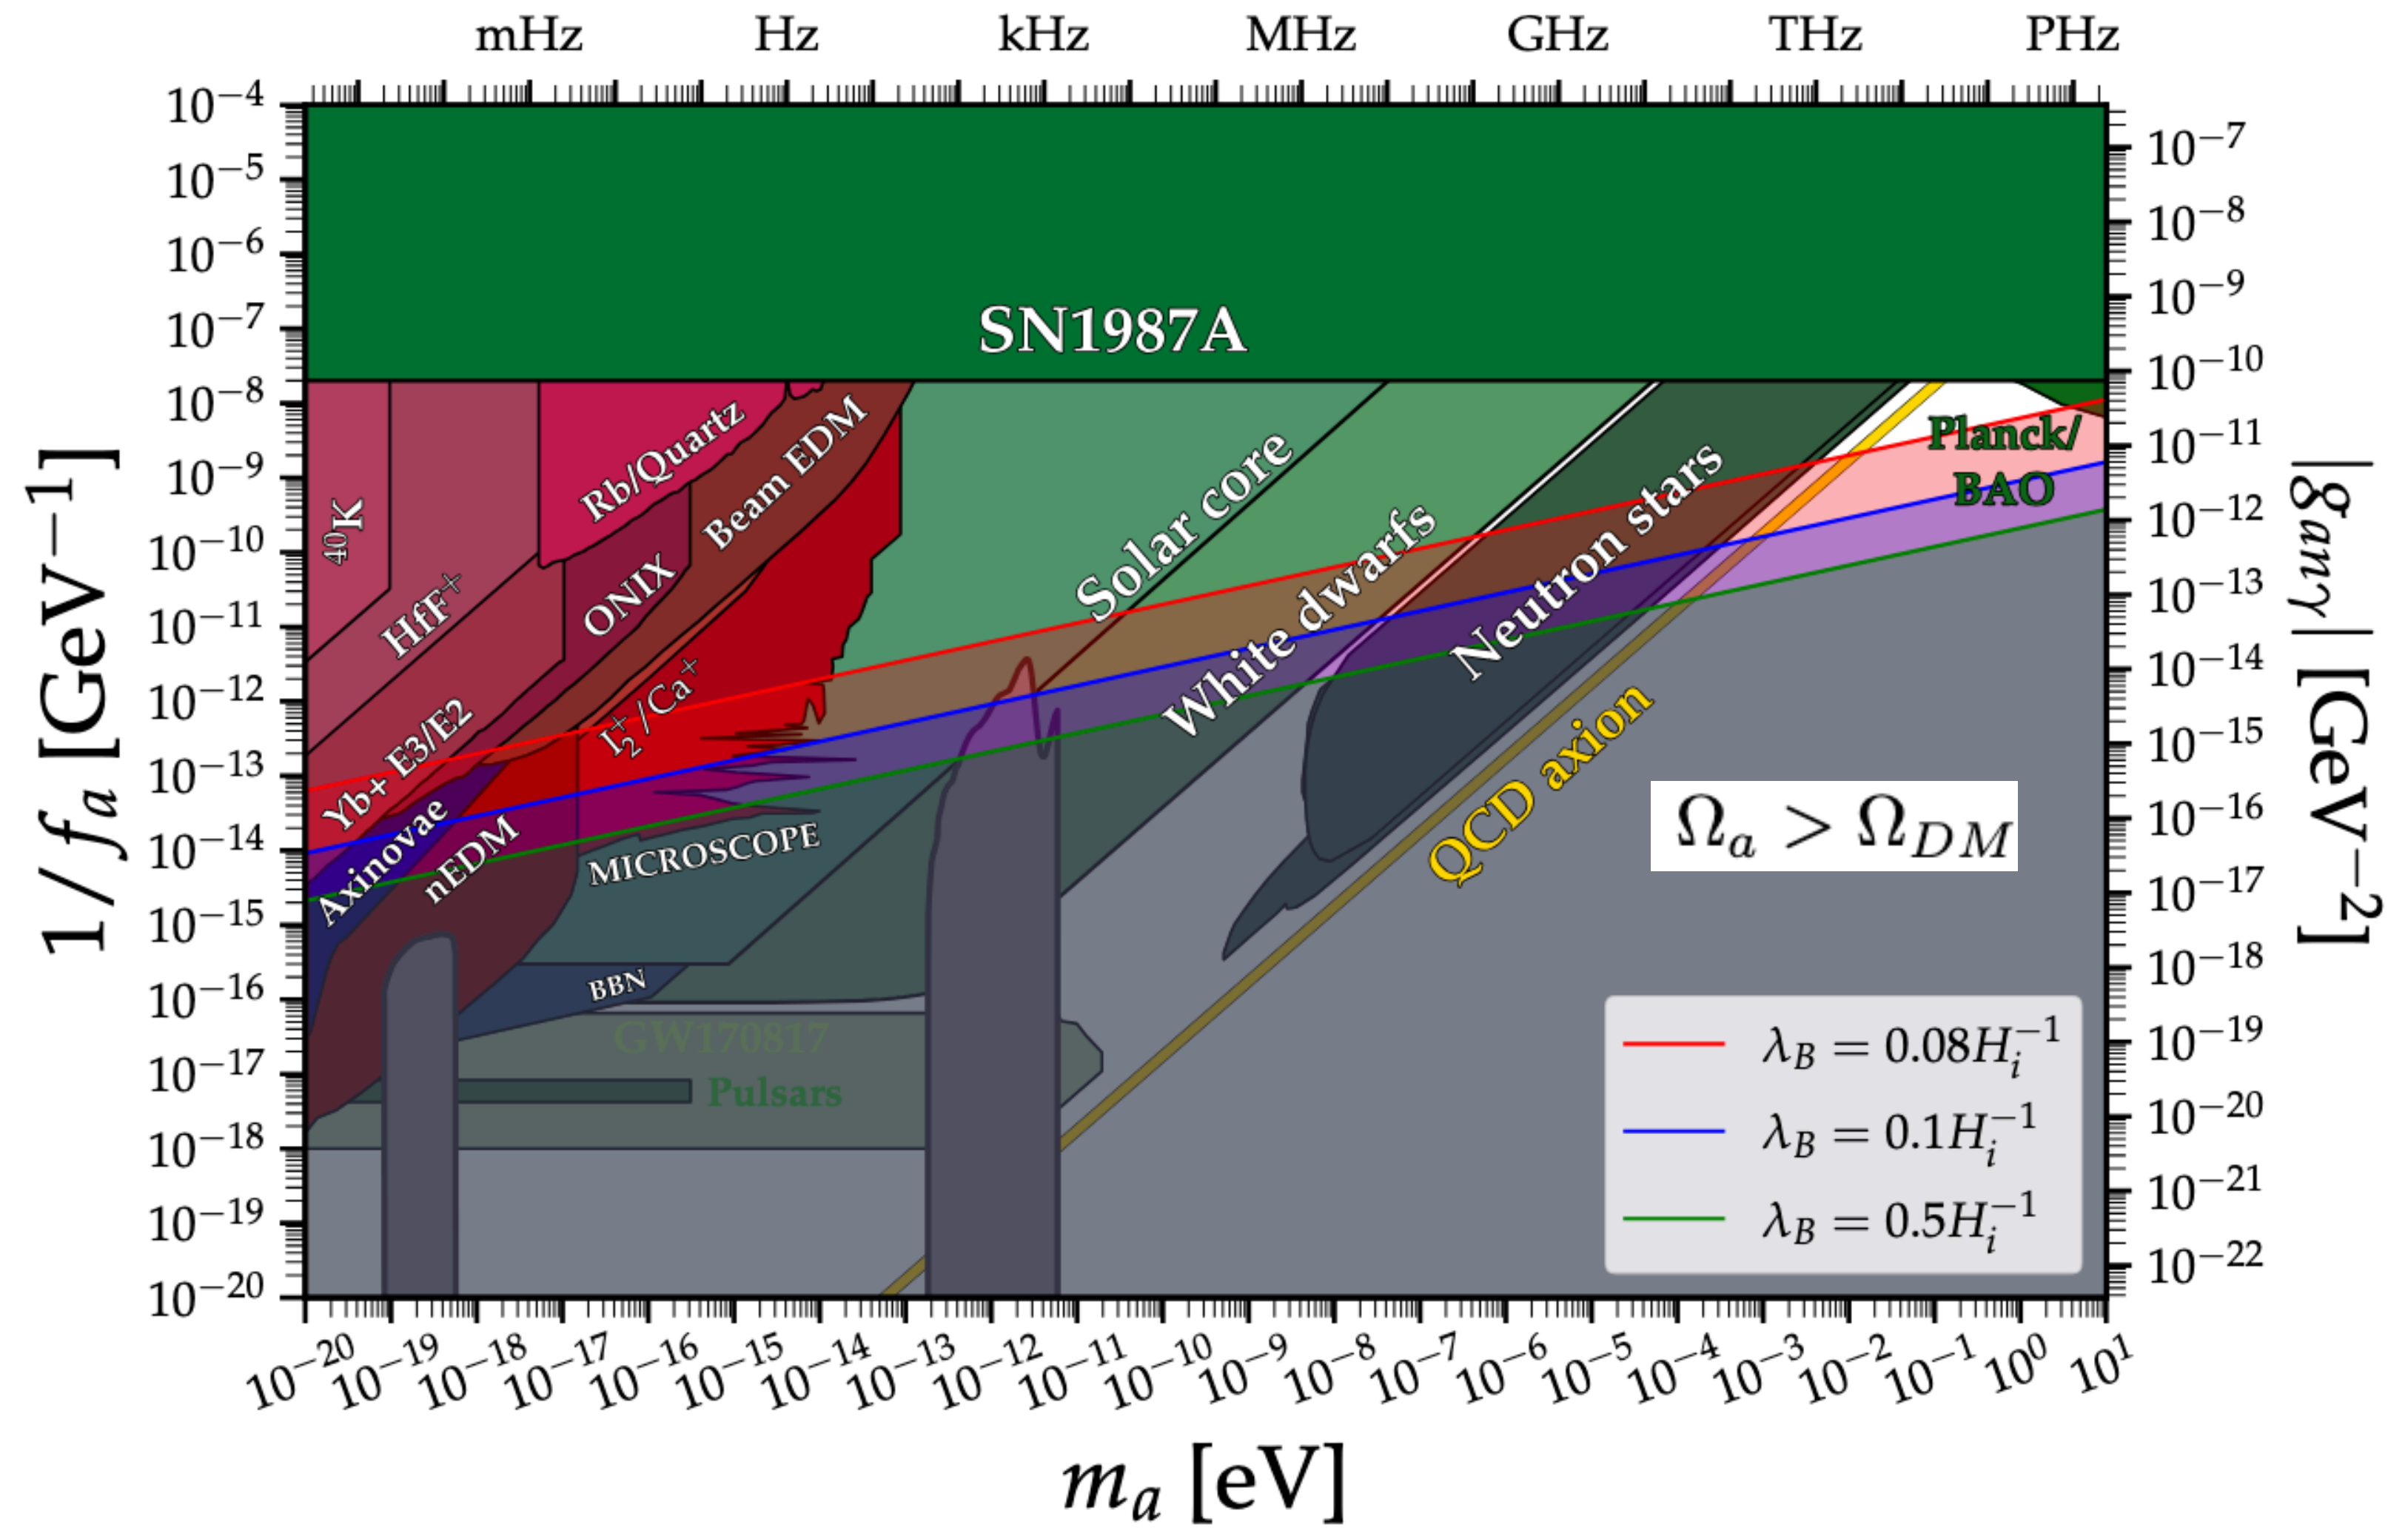 mHz Hz kHz MHz GHz THz PHz
10⁻⁴
10⁻⁵
10⁻⁶
10⁻⁷
10⁻⁸
10⁻⁹
10⁻¹⁰
10⁻¹¹
10⁻¹²
10⁻¹³
10⁻¹⁴
10⁻¹⁵
10⁻¹⁶
10⁻¹⁷
10⁻¹⁸
10⁻¹⁹
10⁻²⁰
1/fₐ [GeV⁻¹]
SN1987A
⁴⁰K
HfF⁺
Rb/Quartz
Beam EDM
ONIX
Yb+ E3/E2
I₂⁺/Ca⁺
Axinovae
nEDM
MICROSCOPE
BBN
GW170817
Pulsars
Solar core
White dwarfs
Neutron stars
QCD axion
Planck/
BAO
Ωₐ > Ω_DM
λ_B = 0.08H_i⁻¹
λ_B = 0.1H_i⁻¹
λ_B = 0.5H_i⁻¹
10⁻⁷
10⁻⁸
10⁻⁹
10⁻¹⁰
10⁻¹¹
10⁻¹²
10⁻¹³
10⁻¹⁴
10⁻¹⁵
10⁻¹⁶
10⁻¹⁷
10⁻¹⁸
10⁻¹⁹
10⁻²⁰
10⁻²¹
10⁻²²
|g_{anγ}| [GeV⁻²]
10⁻²⁰ 10⁻¹⁹ 10⁻¹⁸ 10⁻¹⁷ 10⁻¹⁶ 10⁻¹⁵ 10⁻¹⁴ 10⁻¹³ 10⁻¹² 10⁻¹¹ 10⁻¹⁰ 10⁻⁹ 10⁻⁸ 10⁻⁷ 10⁻⁶ 10⁻⁵ 10⁻⁴ 10⁻³ 10⁻² 10⁻¹ 10⁰ 10¹
mₐ [eV]